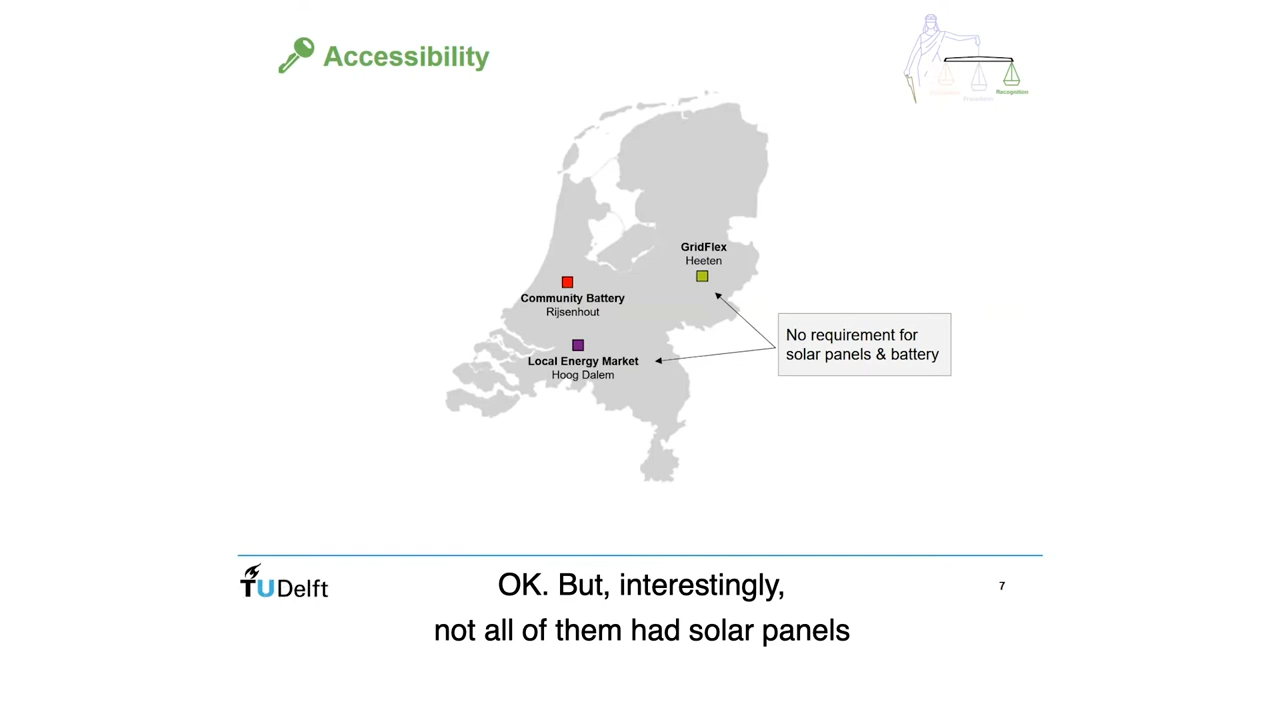 Accessibility
Recognition
GridFlex
Heeten
Community Battery
Rijsenhout
No requirement for
solar panels & battery
Local Energy Market
Hoog Dalem
TU Delft
7
OK. But, interestingly,
not all of them had solar panels